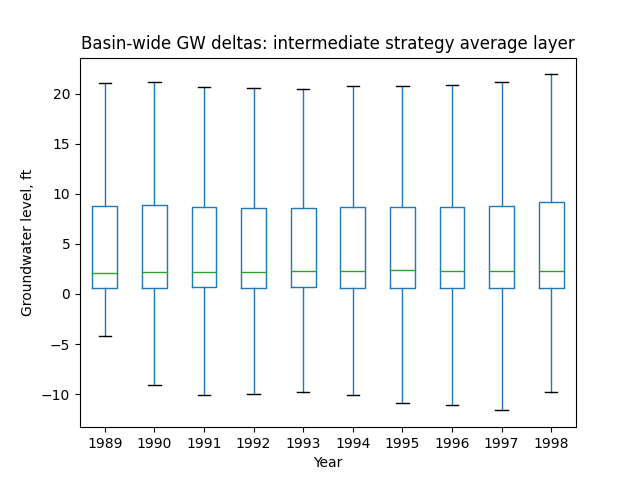 Basin-wide GW deltas: intermediate strategy average layer
20
15
10
5
0
−5
−10
Groundwater level, ft
1989 1990 1991 1992 1993 1994 1995 1996 1997 1998
Year